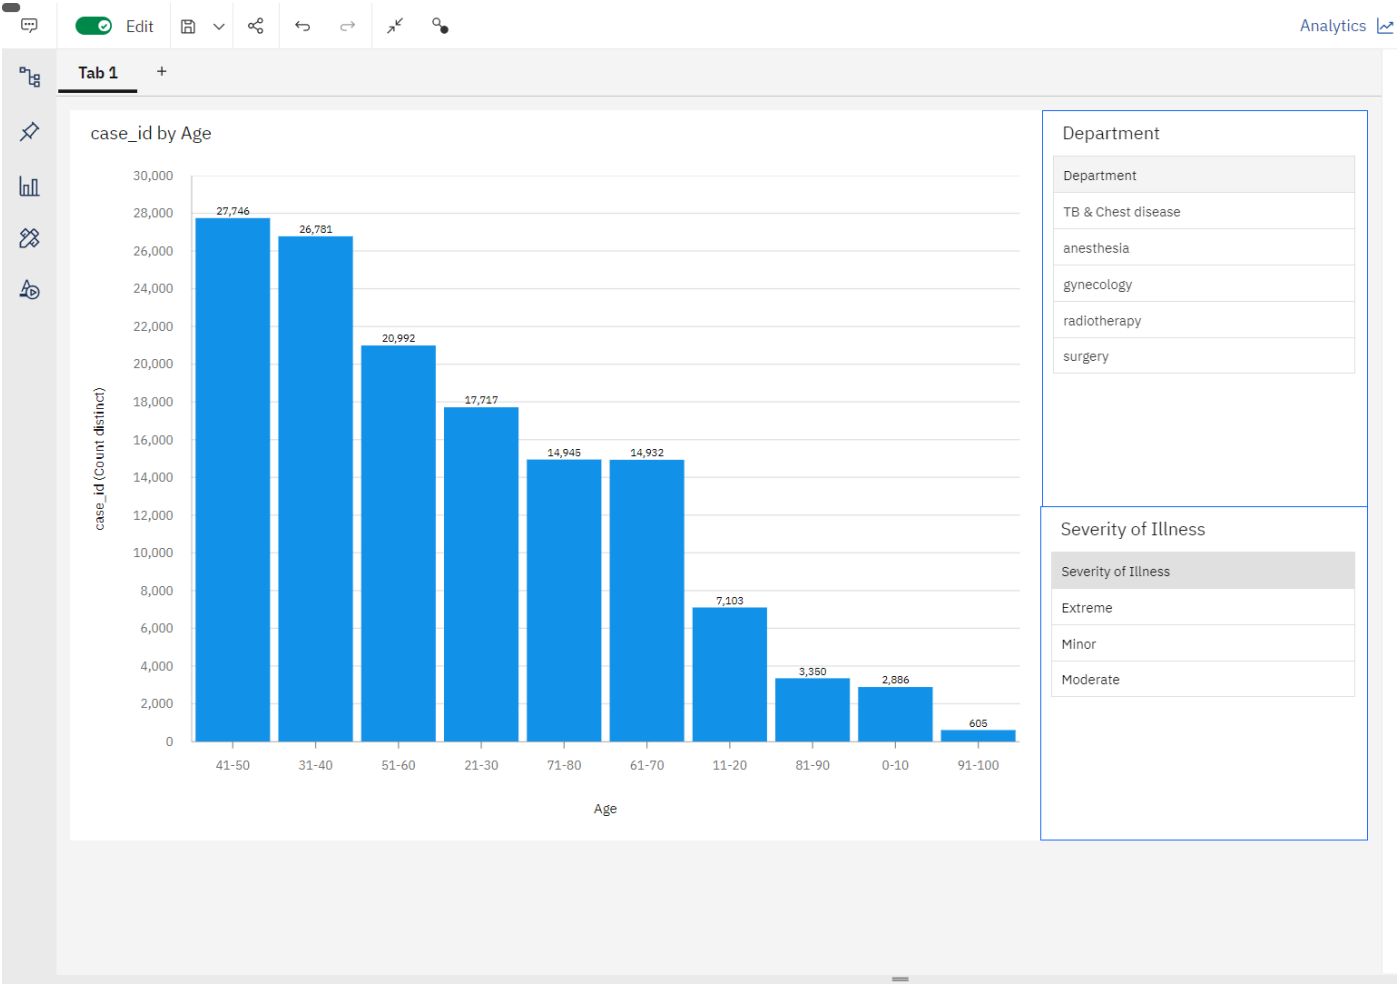 Edit
Analytics
Tab 1 +
case_id by Age
case_id (Count distinct)
30,000
28,000
26,000
24,000
22,000
20,000
18,000
16,000
14,000
12,000
10,000
8,000
6,000
4,000
2,000
0
27,746
26,781
20,992
17,717
14,945
14,932
7,103
3,350
2,886
605
41-50 31-40 51-60 21-30 71-80 61-70 11-20 81-90 0-10 91-100
Age
Department
Department
TB & Chest disease
anesthesia
gynecology
radiotherapy
surgery
Severity of Illness
Severity of Illness
Extreme
Minor
Moderate